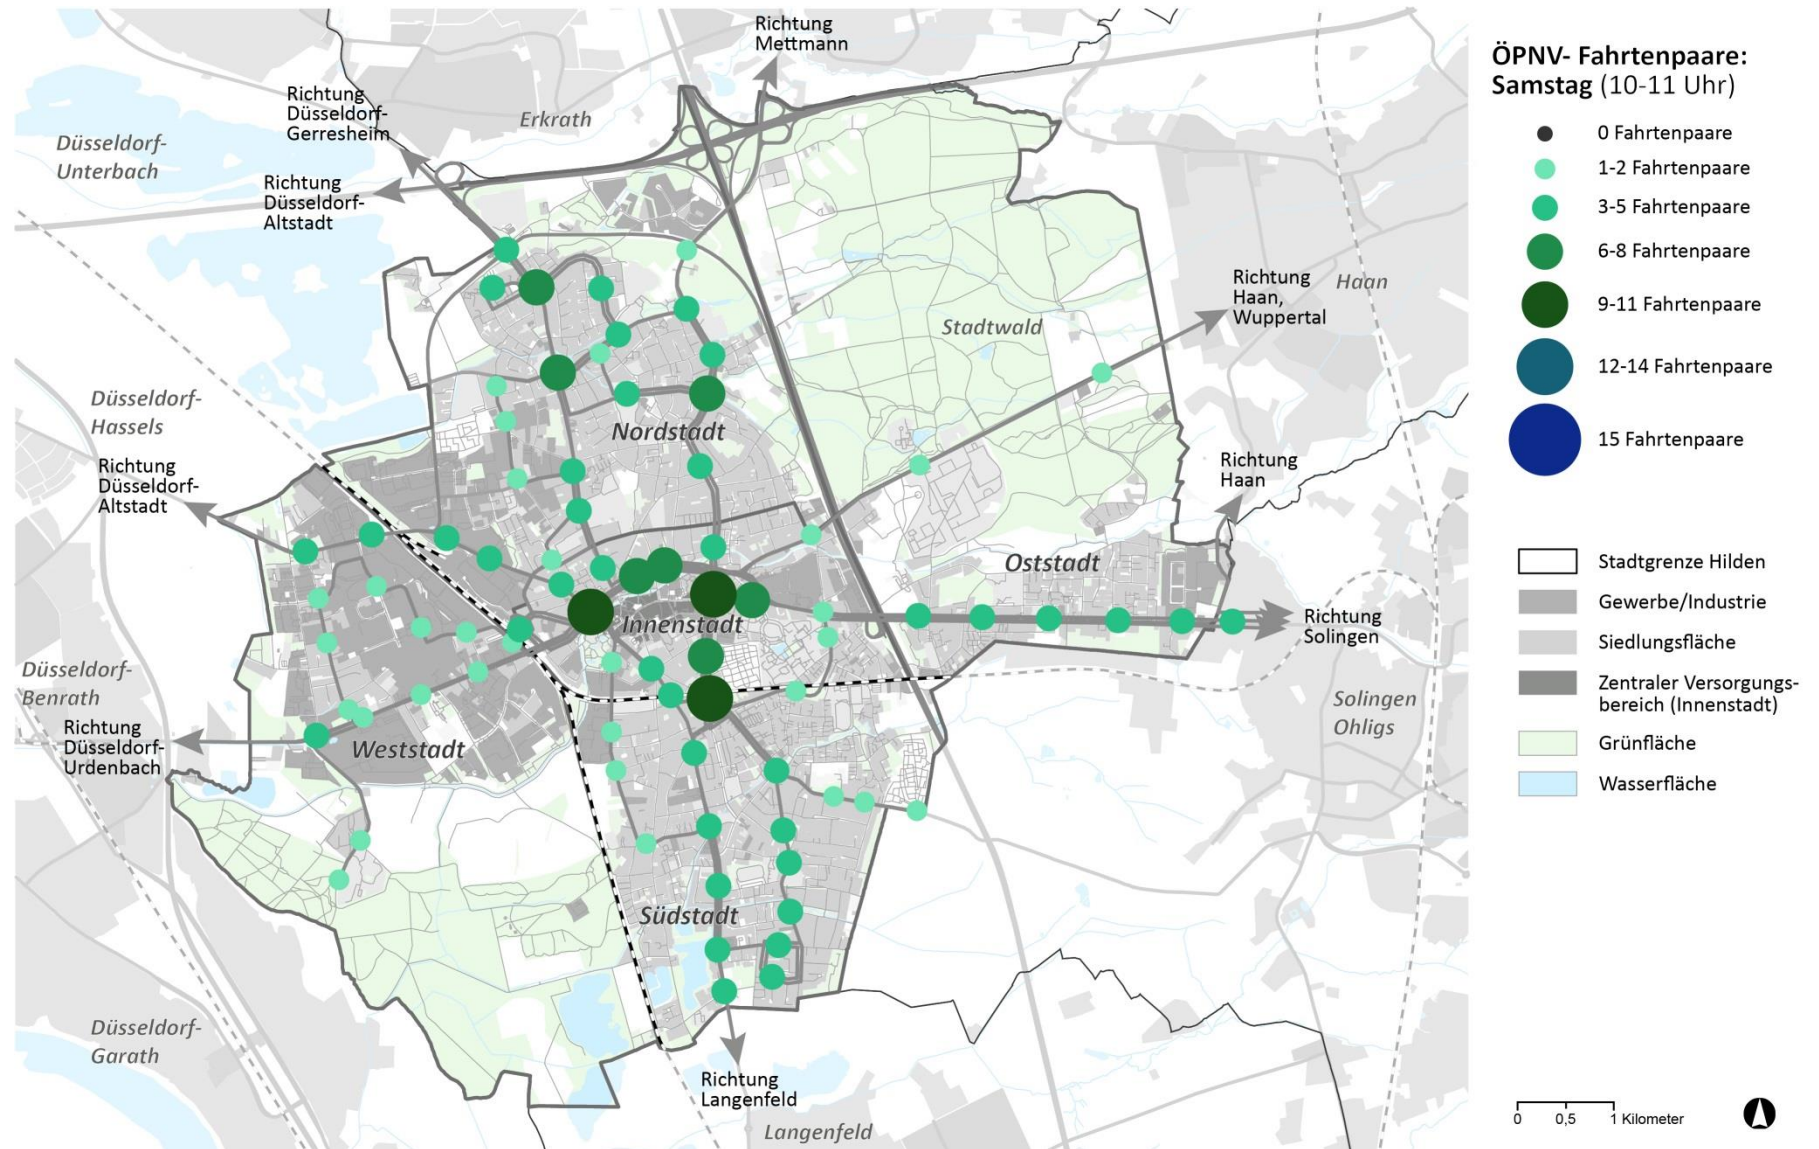 Richtung
Mettmann
Richtung
Düsseldorf-
Gerresheim
Erkrath
Düsseldorf-
Unterbach
Richtung
Düsseldorf-
Altstadt
Richtung
Haan,
Wuppertal
Haan
Stadtwald
Düsseldorf-
Hassels
Nordstadt
Richtung
Düsseldorf-
Altstadt
Richtung
Haan
Oststadt
Innenstadt
Richtung
Solingen
Düsseldorf-
Benrath
Solingen
Ohligs
Richtung
Düsseldorf-
Urdenbach
Weststadt
Südstadt
Düsseldorf-
Garath
Richtung
Langenfeld
Langenfeld
ÖPNV- Fahrtenpaare:
Samstag (10-11 Uhr)
0 Fahrtenpaare
1-2 Fahrtenpaare
3-5 Fahrtenpaare
6-8 Fahrtenpaare
9-11 Fahrtenpaare
12-14 Fahrtenpaare
15 Fahrtenpaare
Stadtgrenze Hilden
Gewerbe/Industrie
Siedlungsfläche
Zentraler Versorgungs-
bereich (Innenstadt)
Grünfläche
Wasserfläche
0 0,5 1 Kilometer